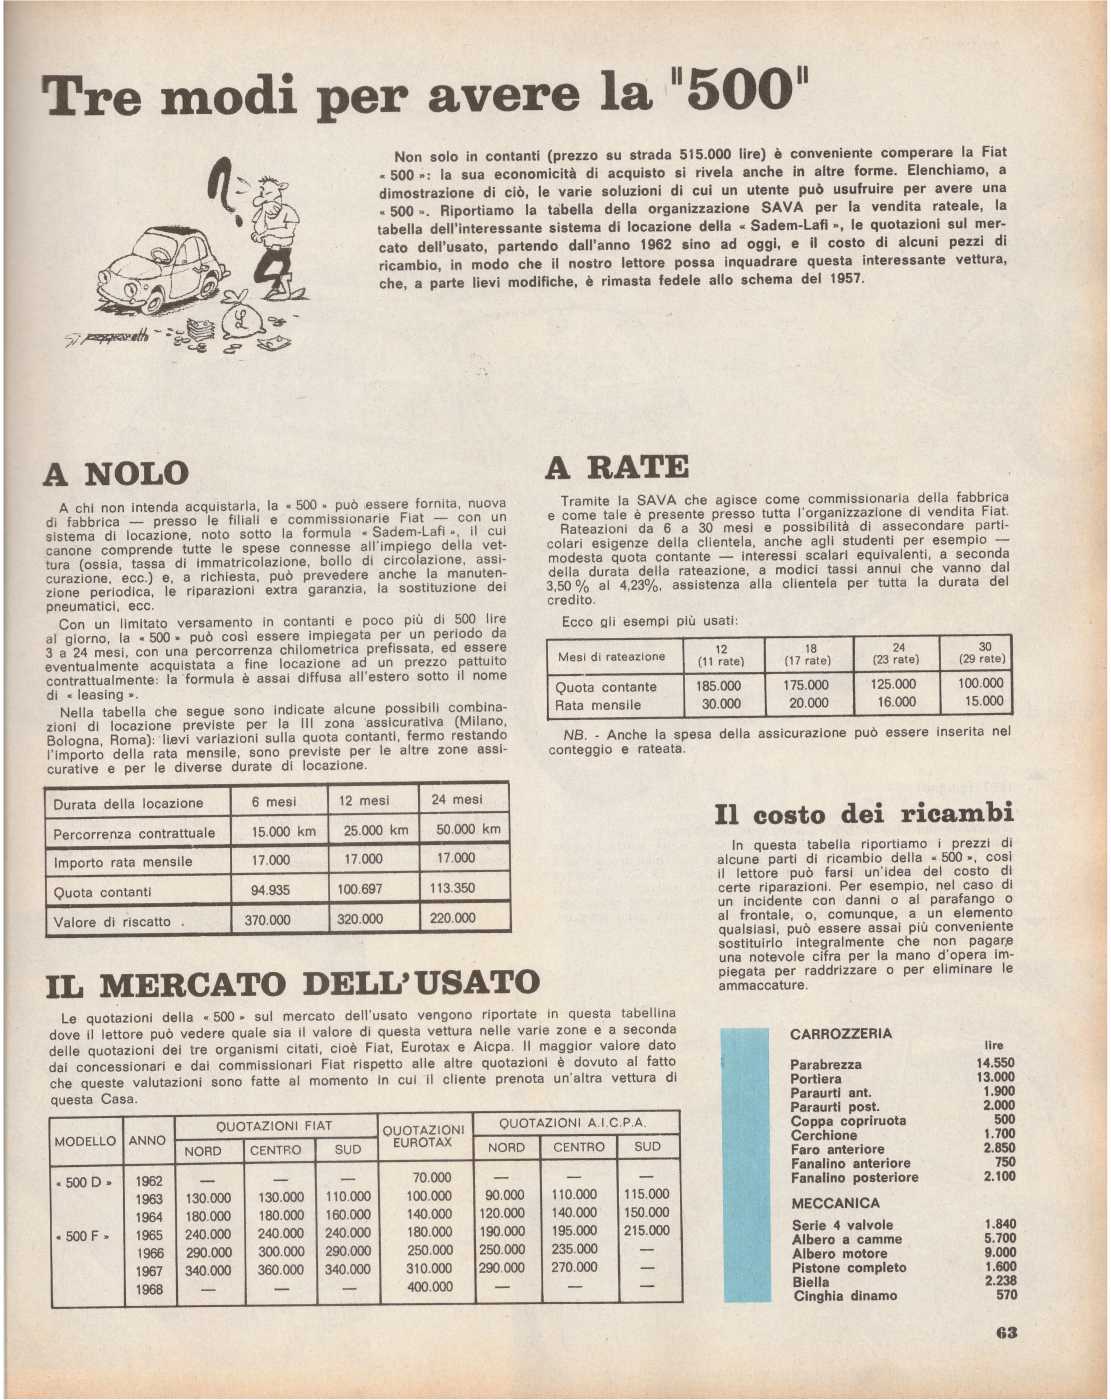 Tre modi per avere la "500"
Non solo in contanti (prezzo su strada 515.000 lire) è conveniente comperare la Fiat
« 500 »: la sua economicità di acquisto si rivela anche in altre forme. Elenchiamo, a
dimostrazione di ciò, le varie soluzioni di cui un utente può usufruire per avere una
« 500 ». Riportiamo la tabella della organizzazione SAVA per la vendita rateale, la
tabella dell'interessante sistema di locazione della « Sadem-Lafi », le quotazioni sul mer-
cato dell'usato, partendo dall'anno 1962 sino ad oggi, e il costo di alcuni pezzi di
ricambio, in modo che il nostro lettore possa inquadrare questa interessante vettura,
che, a parte lievi modifiche, è rimasta fedele allo schema del 1957.
£
A NOLO
A chi non intenda acquistarla, la « 500 » può essere fornita, nuova
di fabbrica — presso le filiali e commissionarie Fiat — con un
sistema di locazione, noto sotto la formula « Sadem-Lafi », il cui
canone comprende tutte le spese connesse all'impiego della vet-
tura (ossia, tassa di immatricolazione, bollo di circolazione, assi-
curazione, ecc.) e, a richiesta, può prevedere anche la manuten-
zione periodica, le riparazioni extra garanzia, la sostituzione dei
pneumatici, ecc.
Con un limitato versamento in contanti e poco più di 500 lire
al giorno, la « 500 » può così essere impiegata per un periodo da
3 a 24 mesi, con una percorrenza chilometrica prefissata, ed essere
eventualmente acquistata a fine locazione ad un prezzo pattuito
contrattualmente: la formula è assai diffusa all'estero sotto il nome
di « leasing ».
Nella tabella che segue sono indicate alcune possibili combina-
zioni di locazione previste per la III zona assicurativa (Milano,
Bologna, Roma): lievi variazioni sulla quota contanti, fermo restando
l'importo della rata mensile, sono previste per le altre zone assi-
curative e per le diverse durate di locazione.
Durata della locazione 6 mesi 12 mesi 24 mesi
Percorrenza contrattuale 15.000 km 25.000 km 50.000 km
Importo rata mensile 17.000 17.000 17.000
Quota contanti 94.935 100.697 113.350
Valore di riscatto . 370.000 320.000 220.000
A RATE
Tramite la SAVA che agisce come commissionaria della fabbrica
e come tale è presente presso tutta l'organizzazione di vendita Fiat.
Rateazioni da 6 a 30 mesi e possibilità di assecondare parti-
colari esigenze della clientela, anche agli studenti per esempio —
modesta quota contante — interessi scalari equivalenti, a seconda
della durata della rateazione, a modici tassi annui che vanno dal
3,50 % al 4,23%, assistenza alla clientela per tutta la durata del
credito.
Ecco gli esempi più usati:
Mesi di rateazione 12 (11 rate) 18 (17 rate) 24 (23 rate) 30 (29 rate)
Quota contante 185.000 175.000 125.000 100.000
Rata mensile 30.000 20.000 16.000 15.000
NB. - Anche la spesa della assicurazione può essere inserita nel
conteggio e rateata.
Il costo dei ricambi
In questa tabella riportiamo i prezzi di
alcune parti di ricambio della « 500 », così
il lettore può farsi un'idea del costo di
certe riparazioni. Per esempio, nel caso di
un incidente con danni o al parafango o
al frontale, o, comunque, a un elemento
qualsiasi, può essere assai più conveniente
sostituirlo integralmente che non pagare
una notevole cifra per la mano d'opera im-
piegata per raddrizzare o per eliminare le
ammaccature.
IL MERCATO DELL'USATO
Le quotazioni della « 500 » sul mercato dell'usato vengono riportate in questa tabellina
dove il lettore può vedere quale sia il valore di questa vettura nelle varie zone e a seconda
delle quotazioni dei tre organismi citati, cioè Fiat, Eurotax e Aicpa. Il maggior valore dato
dai concessionari e dai commissionari Fiat rispetto alle altre quotazioni è dovuto al fatto
che queste valutazioni sono fatte al momento in cui il cliente prenota un'altra vettura di
questa Casa.
MODELLO ANNO QUOTAZIONI FIAT QUOTAZIONI EUROTAX QUOTAZIONI A.I.C.P.A.
NORD CENTRO SUD NORD CENTRO SUD
« 500 D » 1962 — — — 70.000 — — —
1963 130.000 130.000 110.000 100.000 90.000 110.000 115.000
1964 180.000 180.000 160.000 140.000 120.000 140.000 150.000
« 500 F » 1965 240.000 240.000 240.000 180.000 190.000 195.000 215.000
1966 290.000 300.000 290.000 250.000 250.000 235.000 —
1967 340.000 360.000 340.000 310.000 290.000 270.000 —
1968 — — — 400.000 — — —
CARROZZERIA
lire
Parabrezza 14.550
Portiera 13.000
Paraurti ant. 1.900
Paraurti post. 2.000
Coppa copriruota 500
Cerchione 1.700
Faro anteriore 2.850
Fanalino anteriore 750
Fanalino posteriore 2.100
MECCANICA
Serie 4 valvole 1.840
Albero a camme 5.700
Albero motore 9.000
Pistone completo 1.600
Biella 2.238
Cinghia dinamo 570
63